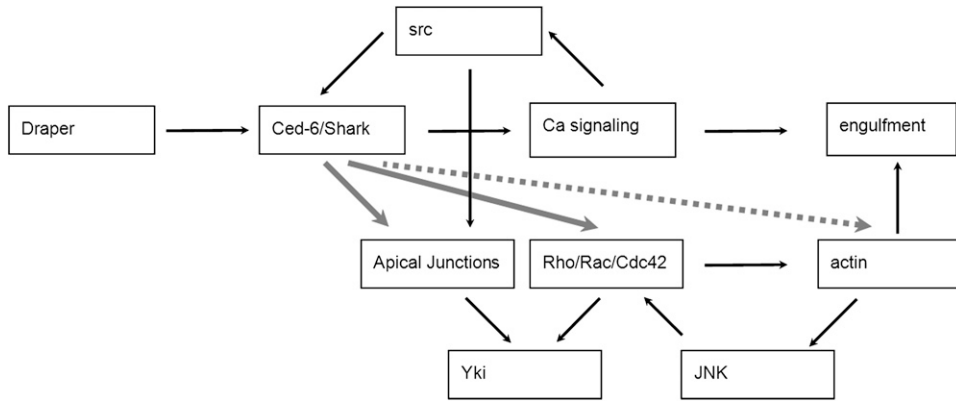 src
Draper
Ced-6/Shark
Ca signaling
engulfment
Apical Junctions
Rho/Rac/Cdc42
actin
Yki
JNK